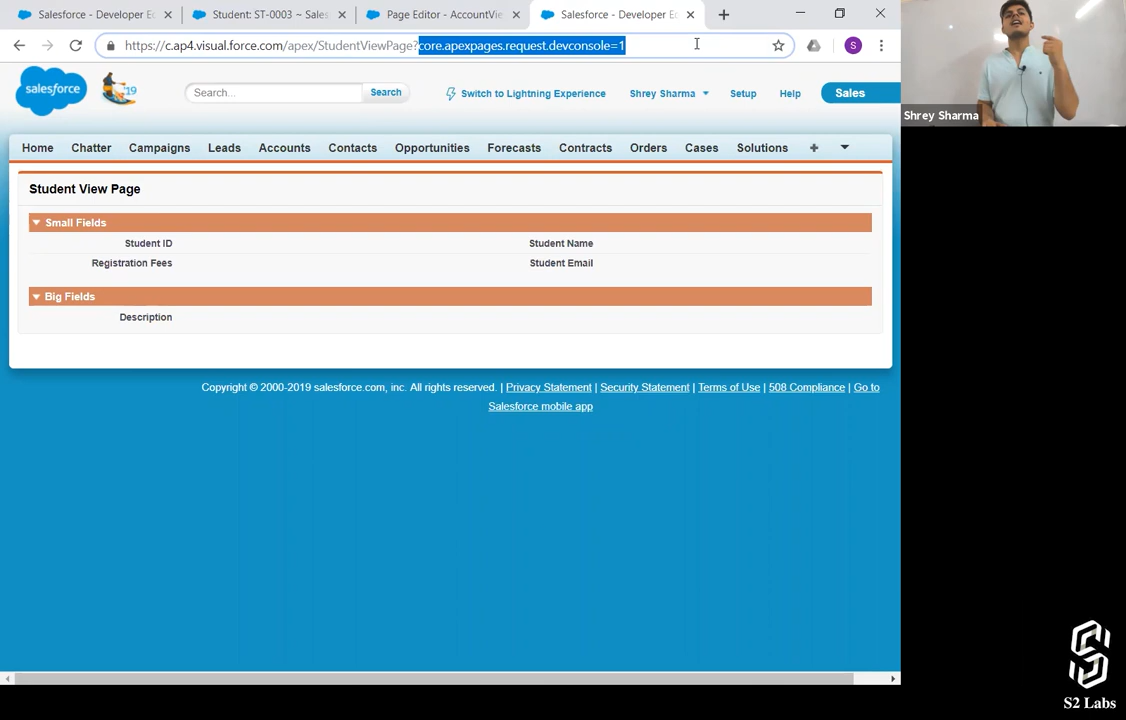 Salesforce - Developer Ec
Student: ST-0003 ~ Sales
Page Editor - AccountVie
Salesforce - Developer Ec
https://c.ap4.visual.force.com/apex/StudentViewPage?core.apexpages.request.devconsole=1
S
salesforce
'19
Search...
Search
Switch to Lightning Experience
Shrey Sharma
Setup
Help
Sales
Shrey Sharma
Home
Chatter
Campaigns
Leads
Accounts
Contacts
Opportunities
Forecasts
Contracts
Orders
Cases
Solutions
Student View Page
Small Fields
Student ID
Student Name
Registration Fees
Student Email
Big Fields
Description
Copyright © 2000-2019 salesforce.com, inc. All rights reserved. | Privacy Statement | Security Statement | Terms of Use | 508 Compliance | Go to
Salesforce mobile app
S2 Labs